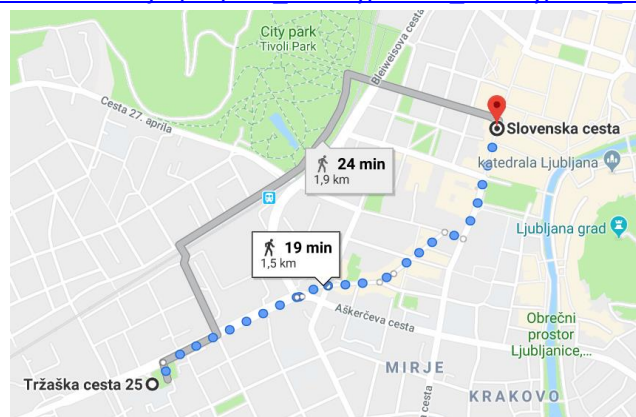 City park
Tivoli Park
Bleiweisova cesta
Cesta 27. aprila
Slovenska cesta
24 min
1,9 km
katedrala Ljubljana
Ljubljana grad
19 min
1,5 km
Aškerčeva cesta
Obrečni
prostor
Ljubljanice,...
MIRJE
Tržaška cesta 25
KRAKOVO